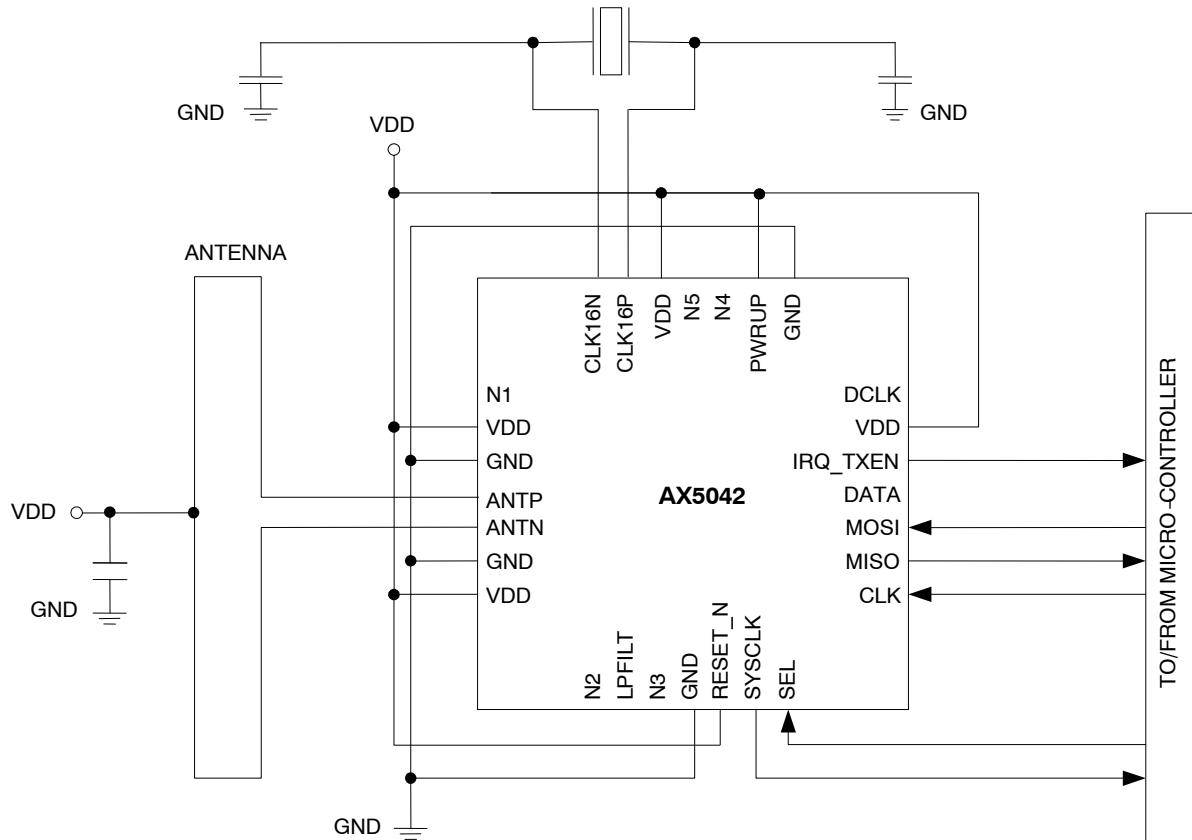 GND
GND
VDD
ANTENNA
CLK16N
CLK16P
VDD
N5
N4
PWRUP
GND
N1
VDD
GND
ANTP
ANTN
GND
VDD
AX5042
DCLK
VDD
IRQ_TXEN
DATA
MOSI
MISO
CLK
TO/FROM MICRO-CONTROLLER
VDD
GND
N2
LPFILT
N3
GND
RESET_N
SYSCLK
SEL
GND